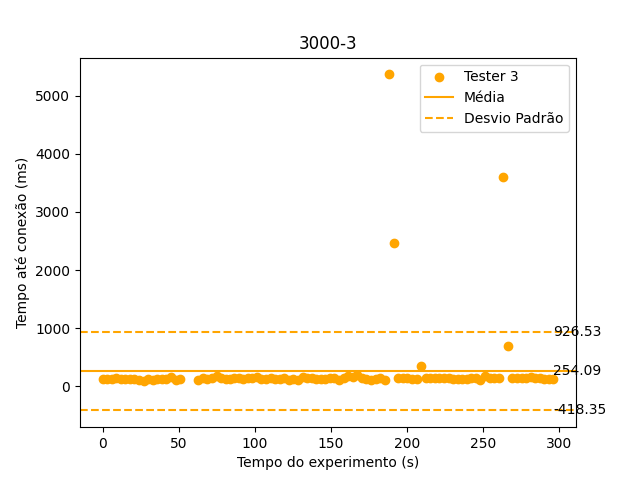 3000-3
Tester 3
Média
Desvio Padrão
Tempo até conexão (ms)
5000
4000
3000
2000
1000
0
926.53
254.09
-418.35
0 50 100 150 200 250 300
Tempo do experimento (s)